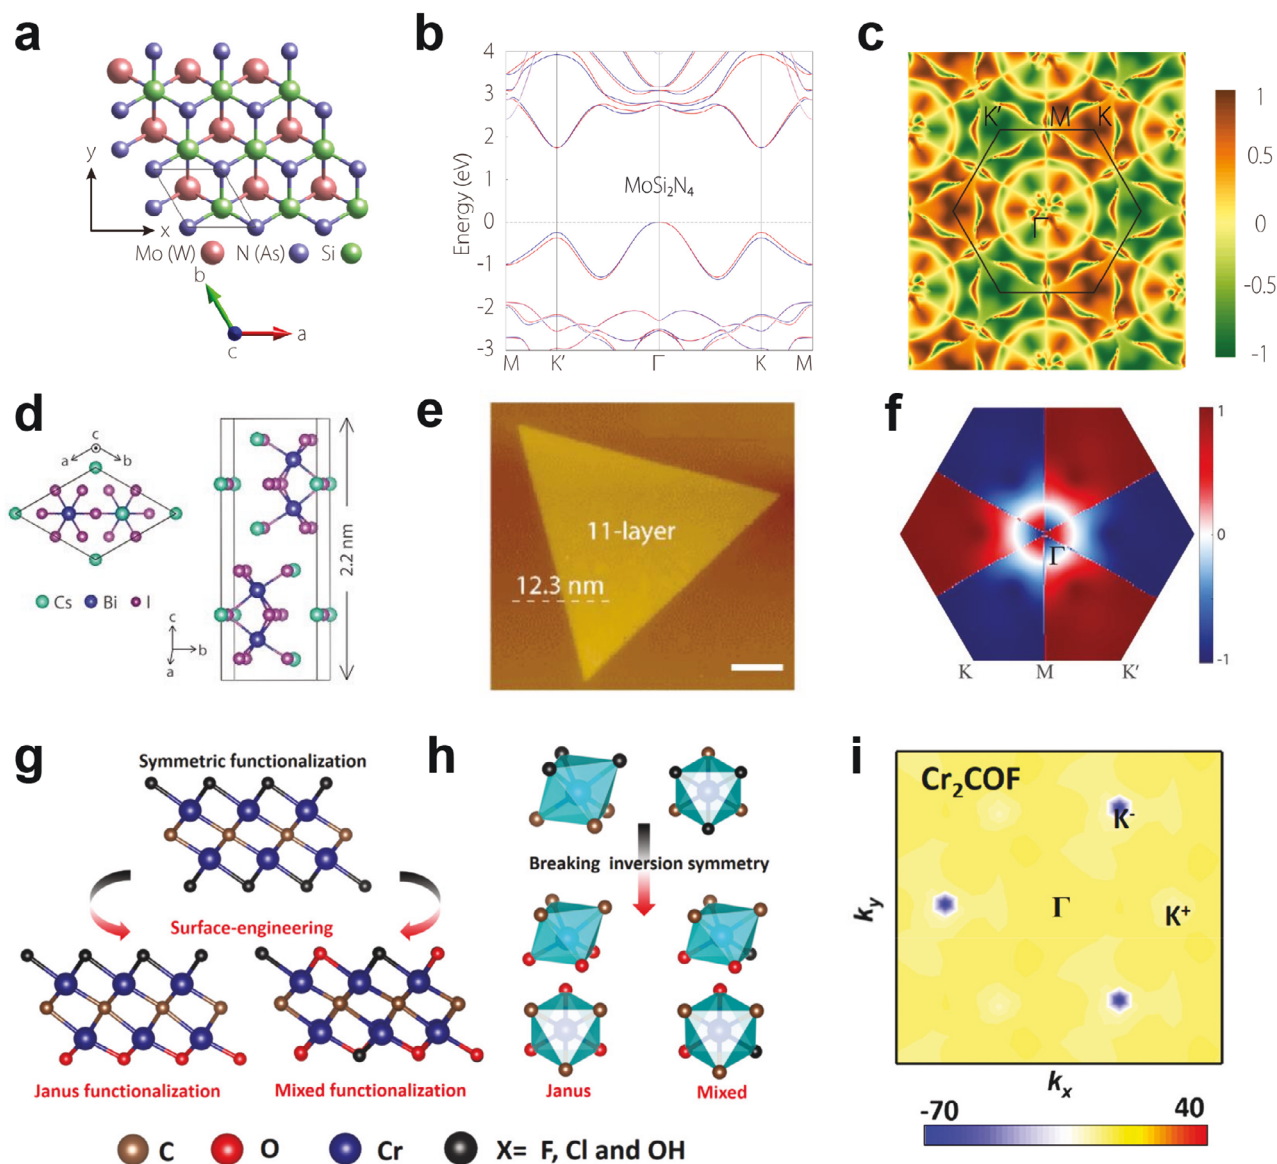 a
y
x
Mo (W)
N (As)
Si
b
a
c
b
Energy (eV)
4
3
2
1
0
-1
-2
-3
MoSi₂N₄
M
K′
Γ
K
M
c
K′
M
K
Γ
1
0.5
0
-0.5
-1
d
c
a
b
Cs
Bi
I
c
b
a
2.2 nm
e
11-layer
12.3 nm
f
Γ
K
M
K′
1
0
-1
g
Symmetric functionalization
Surface-engineering
Janus functionalization
Mixed functionalization
h
Breaking inversion symmetry
Janus
Mixed
C
O
Cr
X= F, Cl and OH
i
Cr₂COF
K⁻
Γ
K⁺
k_y
k_x
-70
40